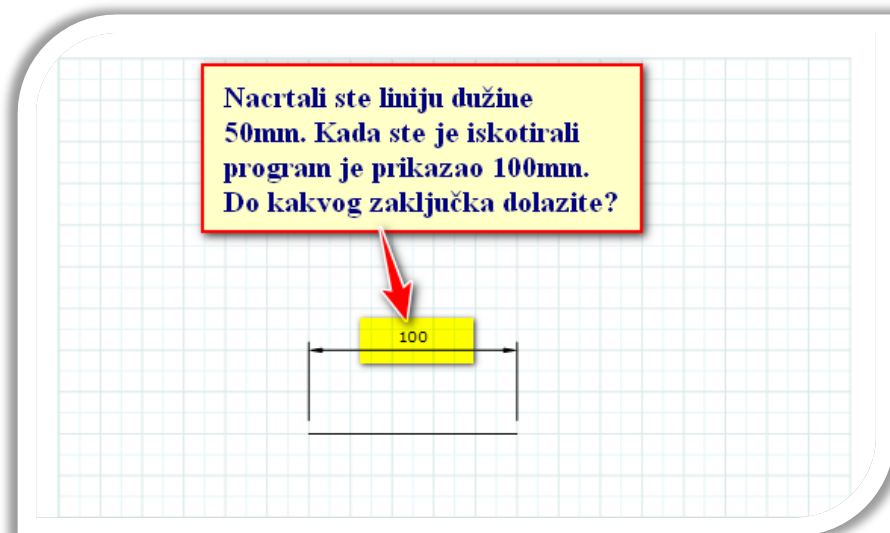 Nacrtali ste liniju dužine
50mm. Kada ste je iskotirali
program je prikazao 100mm.
Do kakvog zaključka dolazite?
100